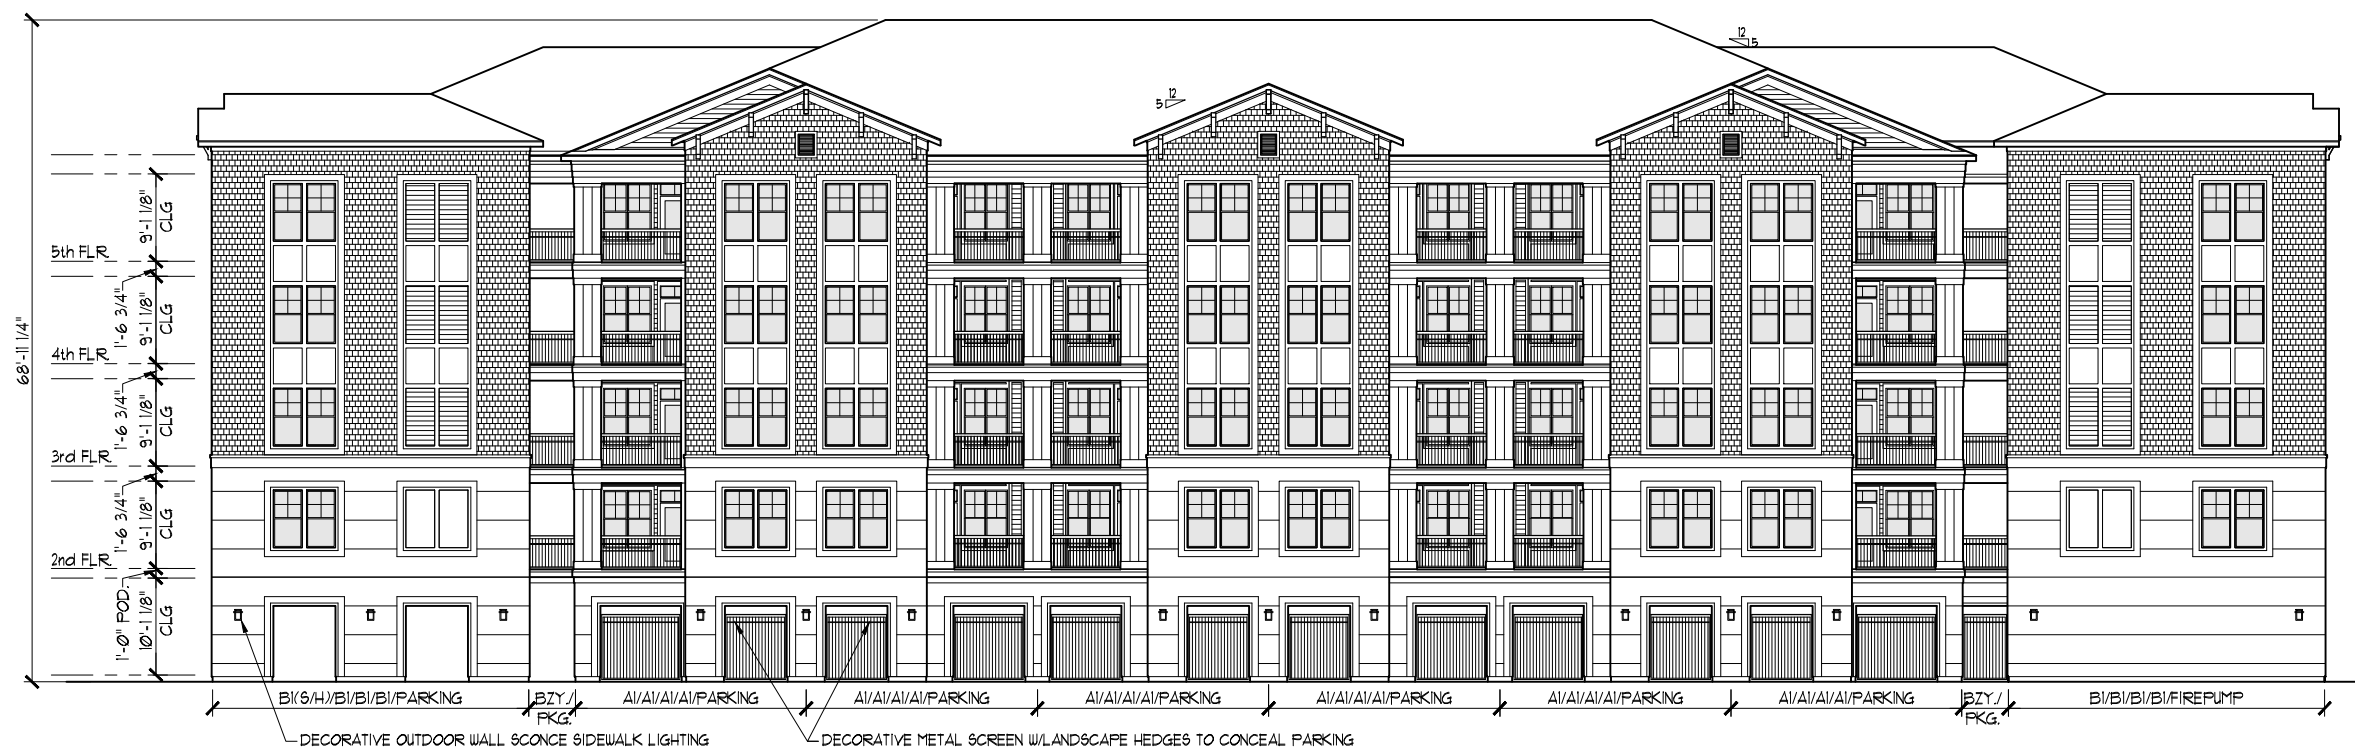 12
5
12
5
68'-11 1/4"
9'-1 1/8"
CLG
5th FLR.
1'-6 3/4"
9'-1 1/8"
CLG
4th FLR.
1'-6 3/4"
9'-1 1/8"
CLG
3rd FLR.
1'-6 3/4"
9'-1 1/8"
CLG
2nd FLR.
1'-0" POD.
10'-1 1/8"
CLG
B1(S/H)/B1/B1/B1/PARKING
BZY./
PKG.
A1/A1/A1/A1/PARKING
A1/A1/A1/A1/PARKING
A1/A1/A1/A1/PARKING
A1/A1/A1/A1/PARKING
A1/A1/A1/A1/PARKING
A1/A1/A1/A1/PARKING
BZY./
PKG.
B1/B1/B1/B1/FIREPUMP
DECORATIVE OUTDOOR WALL SCONCE SIDEWALK LIGHTING
DECORATIVE METAL SCREEN W/LANDSCAPE HEDGES TO CONCEAL PARKING